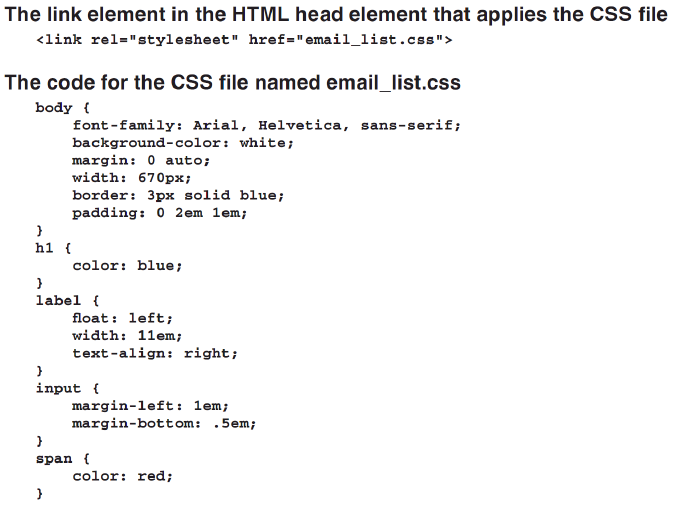 The link element in the HTML head element that applies the CSS file
<link rel="stylesheet" href="email_list.css">
The code for the CSS file named email_list.css
body {
    font-family: Arial, Helvetica, sans-serif;
    background-color: white;
    margin: 0 auto;
    width: 670px;
    border: 3px solid blue;
    padding: 0 2em 1em;
}
h1 {
    color: blue;
}
label {
    float: left;
    width: 11em;
    text-align: right;
}
input {
    margin-left: 1em;
    margin-bottom: .5em;
}
span {
    color: red;
}